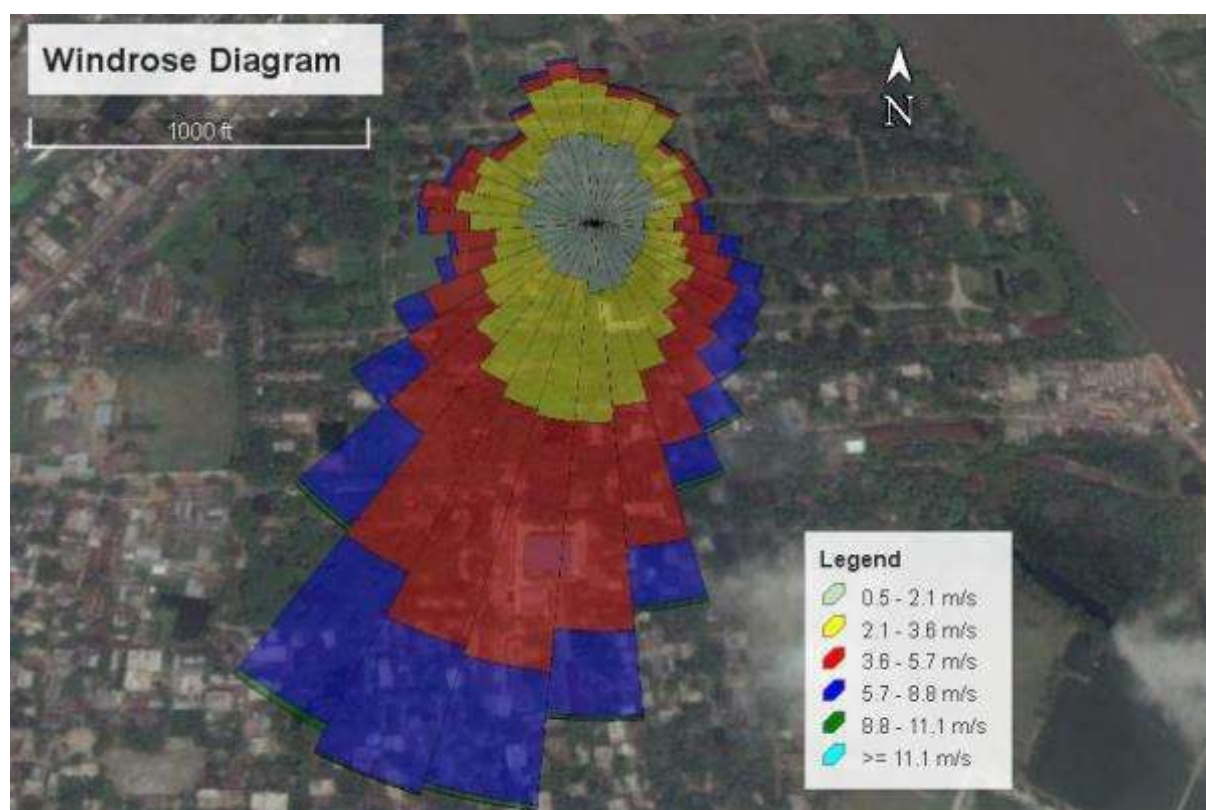 Windrose Diagram
1000 ft
N
Legend
0.5 - 2.1 m/s
2.1 - 3.6 m/s
3.6 - 5.7 m/s
5.7 - 8.8 m/s
8.8 - 11.1 m/s
>= 11.1 m/s